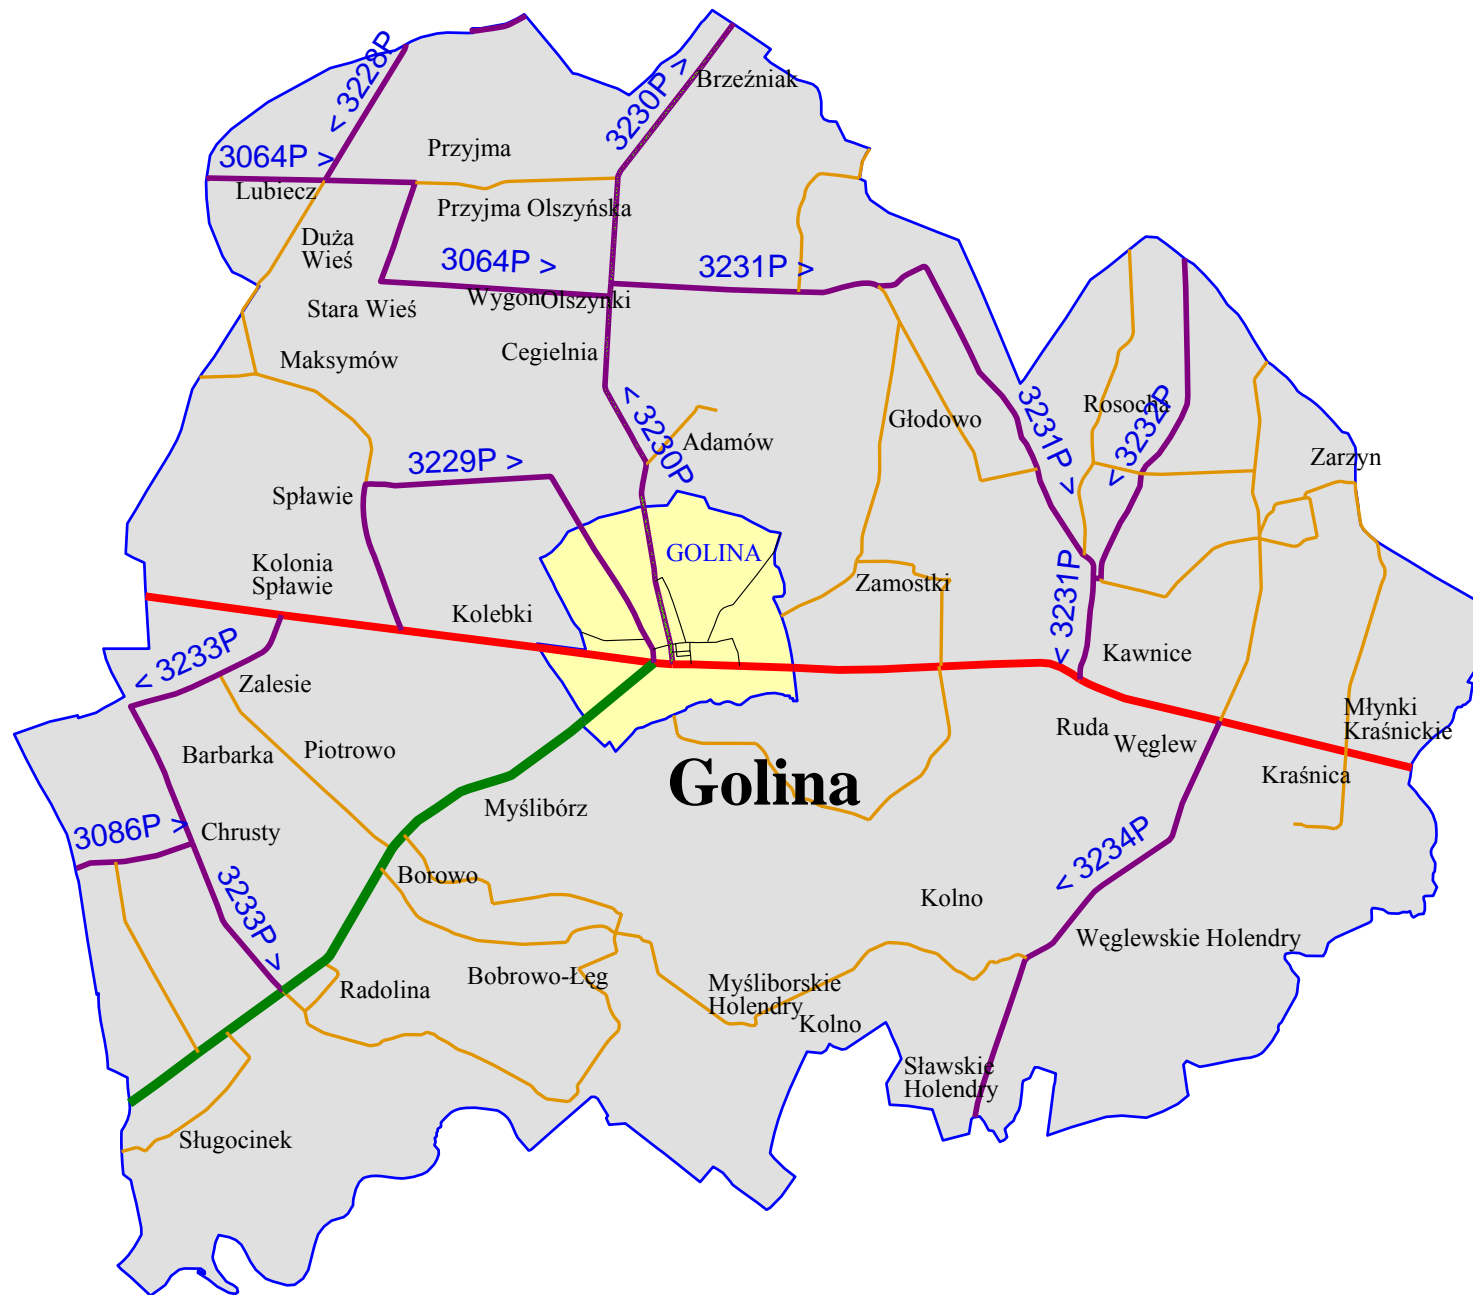 < 3228P
3230P >
Brzeźniak
3064P >
Przyjma
Lubiecz
Przyjma Olszyńska
Duża
Wieś
3064P >
3231P >
Wygon
Olszynki
Stara Wieś
Cegielnia
Maksymów
< 3230P
3231P <
Rosocha
< 3232P
Głodowo
Adamów
3229P >
Zarzyn
Spławie
GOLINA
Kolonia
Spławie
Zamostki
Kolebki
< 3231P
Kawnice
< 3233P
Zalesie
Młynki
Kraśnickie
Ruda
Węglew
Barbarka
Piotrowo
Kraśnica
Golina
Myślibórz
3086P >
Chrusty
< 3234P
Borowo
3233P >
Kolno
Węglewskie Holendry
Bobrowo-Łęg
Radolina
Myśliborskie
Holendry
Kolno
Sławskie
Holendry
Sługocinek